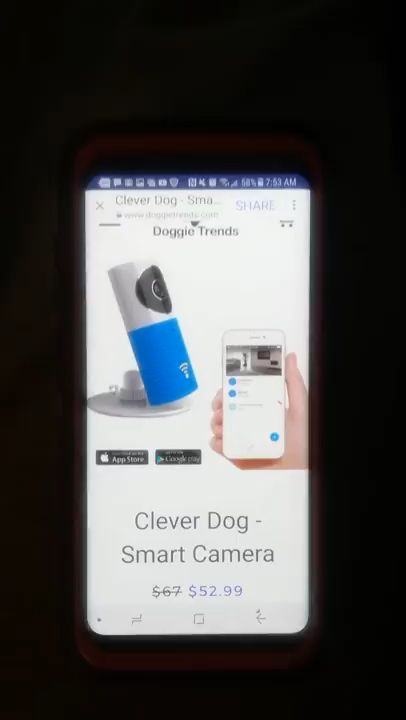 58% 7:53 AM
Clever Dog - Sma... SHARE
www.doggietrends.com
Doggie Trends
App Store Google play
Clever Dog -
Smart Camera
$67 $52.99